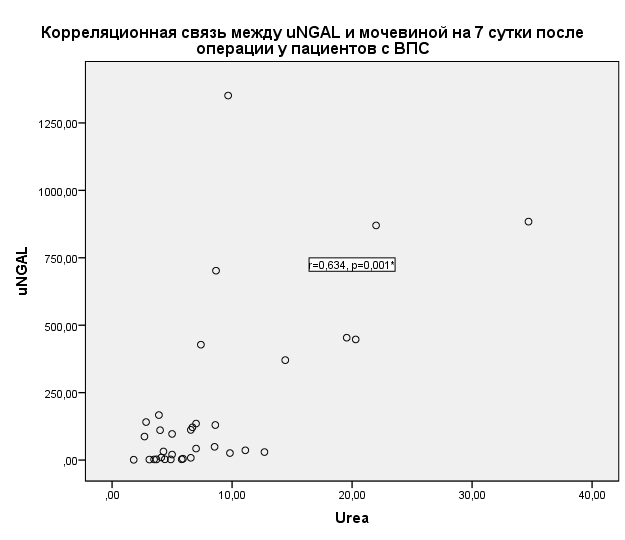 Корреляционная связь между uNGAL и мочевиной на 7 сутки после
операции у пациентов с ВПС
1250,00
1000,00
750,00
500,00
250,00
,00
uNGAL
r=0,634, p=0,001*
,00 10,00 20,00 30,00 40,00
Urea